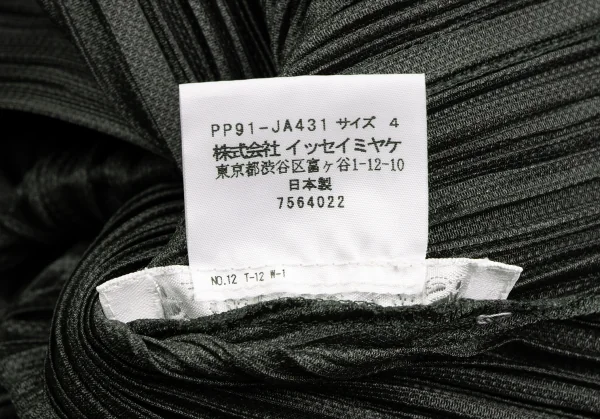 PP91-JA431 サイズ 4
株式会社 イッセイミヤケ
東京都渋谷区富ヶ谷1-12-10
日本製
7564022
NO.12 T-12 W-1